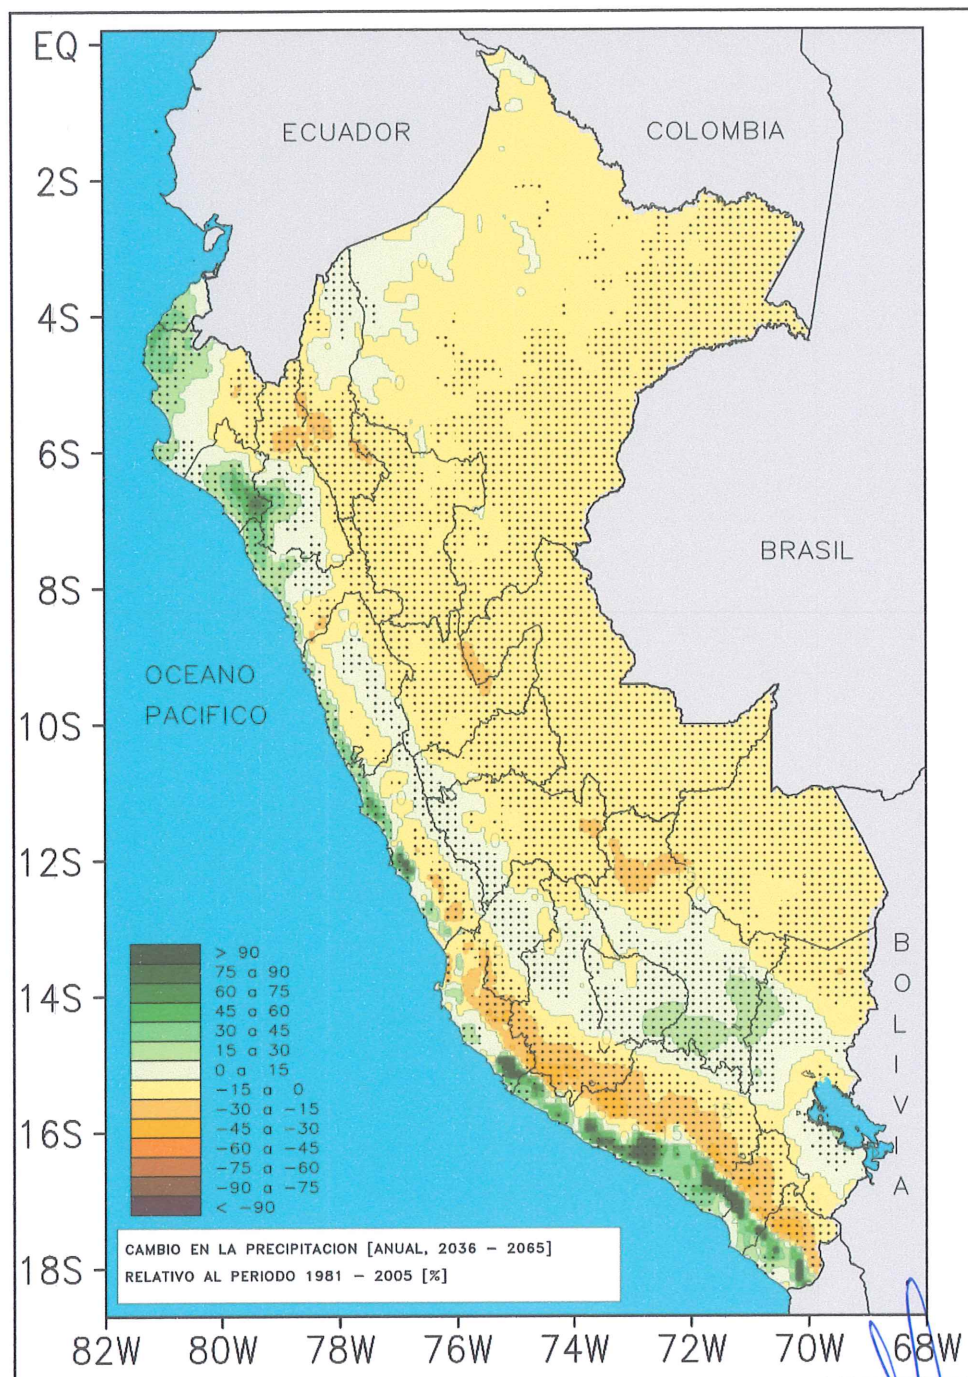 EQ
ECUADOR
COLOMBIA
2S
4S
6S
BRASIL
8S
OCEANO
PACIFICO
10S
12S
B
O
L
I
V
I
A
> 90
75 a 90
60 a 75
14S
45 a 60
30 a 45
15 a 30
0 a 15
-15 a 0
-30 a -15
-45 a -30
16S
-60 a -45
-75 a -60
-90 a -75
< -90
CAMBIO EN LA PRECIPITACION [ANUAL, 2036 - 2065]
RELATIVO AL PERIODO 1981 - 2005 [%]
18S
82W 80W 78W 76W 74W 72W 70W 68W